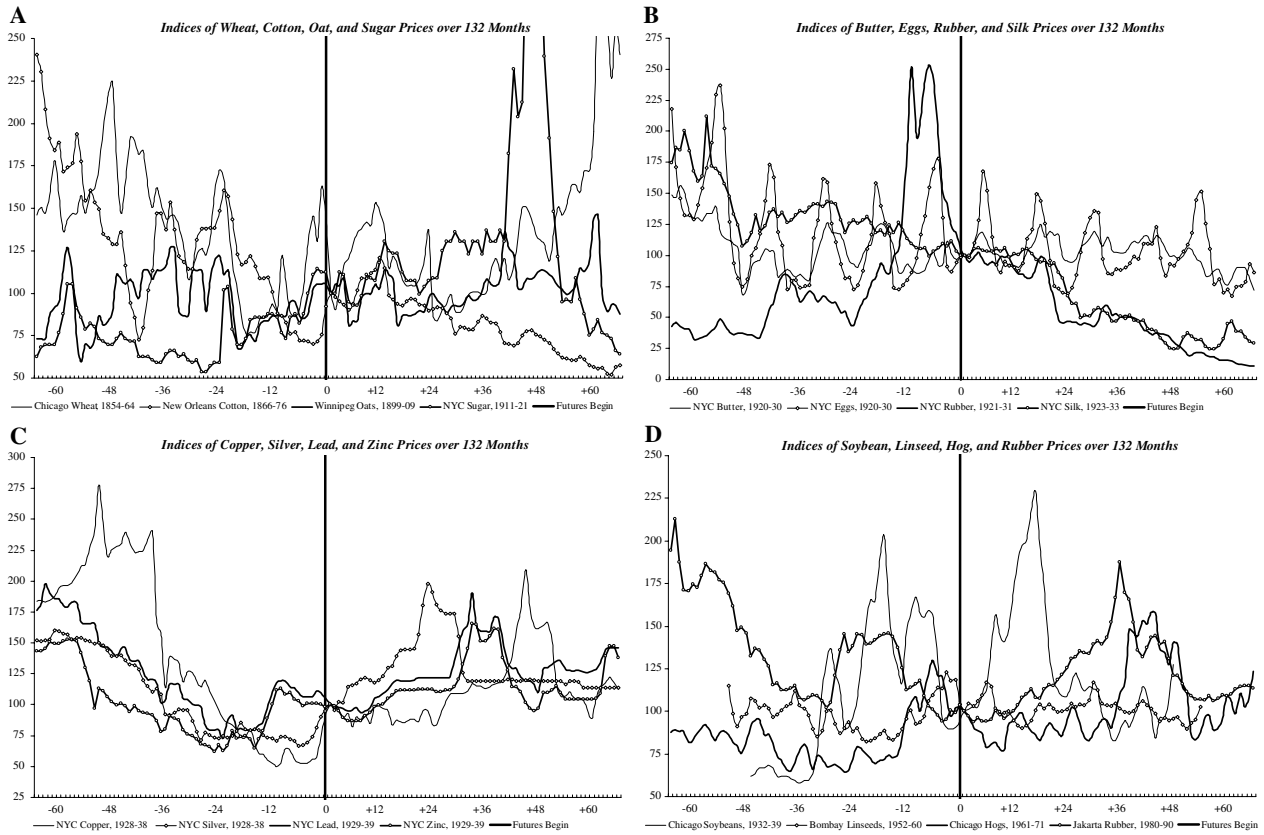 A
Indices of Wheat, Cotton, Oat, and Sugar Prices over 132 Months
250
225
200
175
150
125
100
75
50
-60 -48 -36 -24 -12 0 +12 +24 +36 +48 +60
Chicago Wheat, 1854-64 New Orleans Cotton, 1866-76 Winnipeg Oats, 1899-09 NYC Sugar, 1911-21 Futures Begin
B
Indices of Butter, Eggs, Rubber, and Silk Prices over 132 Months
275
250
225
200
175
150
125
100
75
50
25
0
-60 -48 -36 -24 -12 0 +12 +24 +36 +48 +60
NYC Butter, 1920-30 NYC Eggs, 1920-30 NYC Rubber, 1921-31 NYC Silk, 1923-33 Futures Begin
C
Indices of Copper, Silver, Lead, and Zinc Prices over 132 Months
300
275
250
225
200
175
150
125
100
75
50
25
-60 -48 -36 -24 -12 0 +12 +24 +36 +48 +60
NYC Copper, 1928-38 NYC Silver, 1928-38 NYC Lead, 1929-39 NYC Zinc, 1929-39 Futures Begin
D
Indices of Soybean, Linseed, Hog, and Rubber Prices over 132 Months
250
225
200
175
150
125
100
75
50
-60 -48 -36 -24 -12 0 +12 +24 +36 +48 +60
Chicago Soybeans, 1932-39 Bombay Linseeds, 1952-60 Chicago Hogs, 1961-71 Jakarta Rubber, 1980-90 Futures Begin